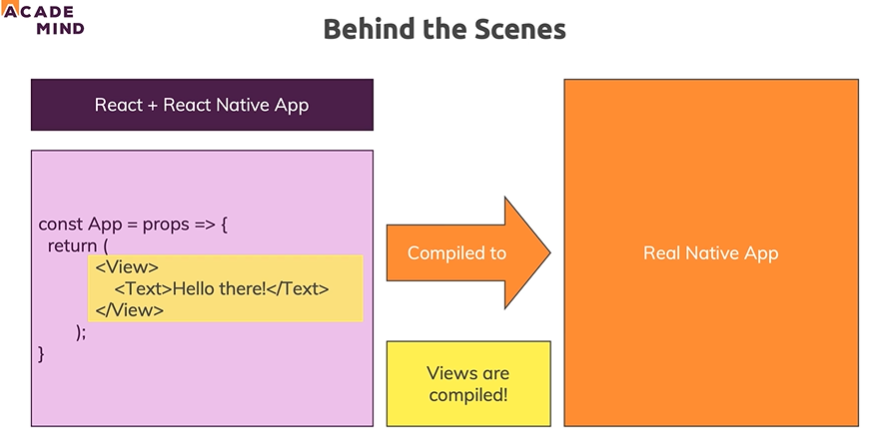 ACADE
MIND
Behind the Scenes
React + React Native App
const App = props => {
return (
<View>
<Text>Hello there!</Text>
</View>
);
}
Compiled to
Views are
compiled!
Real Native App